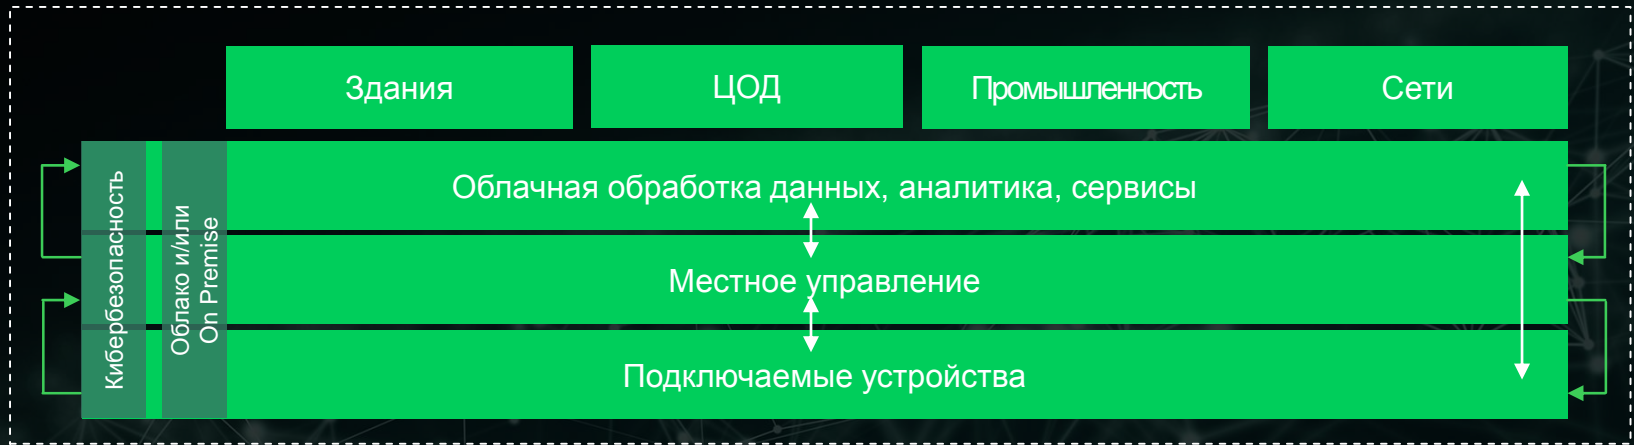 Здания
ЦОД
Промышленность
Сети
Кибербезопасность
Облако и/или
On Premise
Облачная обработка данных, аналитика, сервисы
Местное управление
Подключаемые устройства